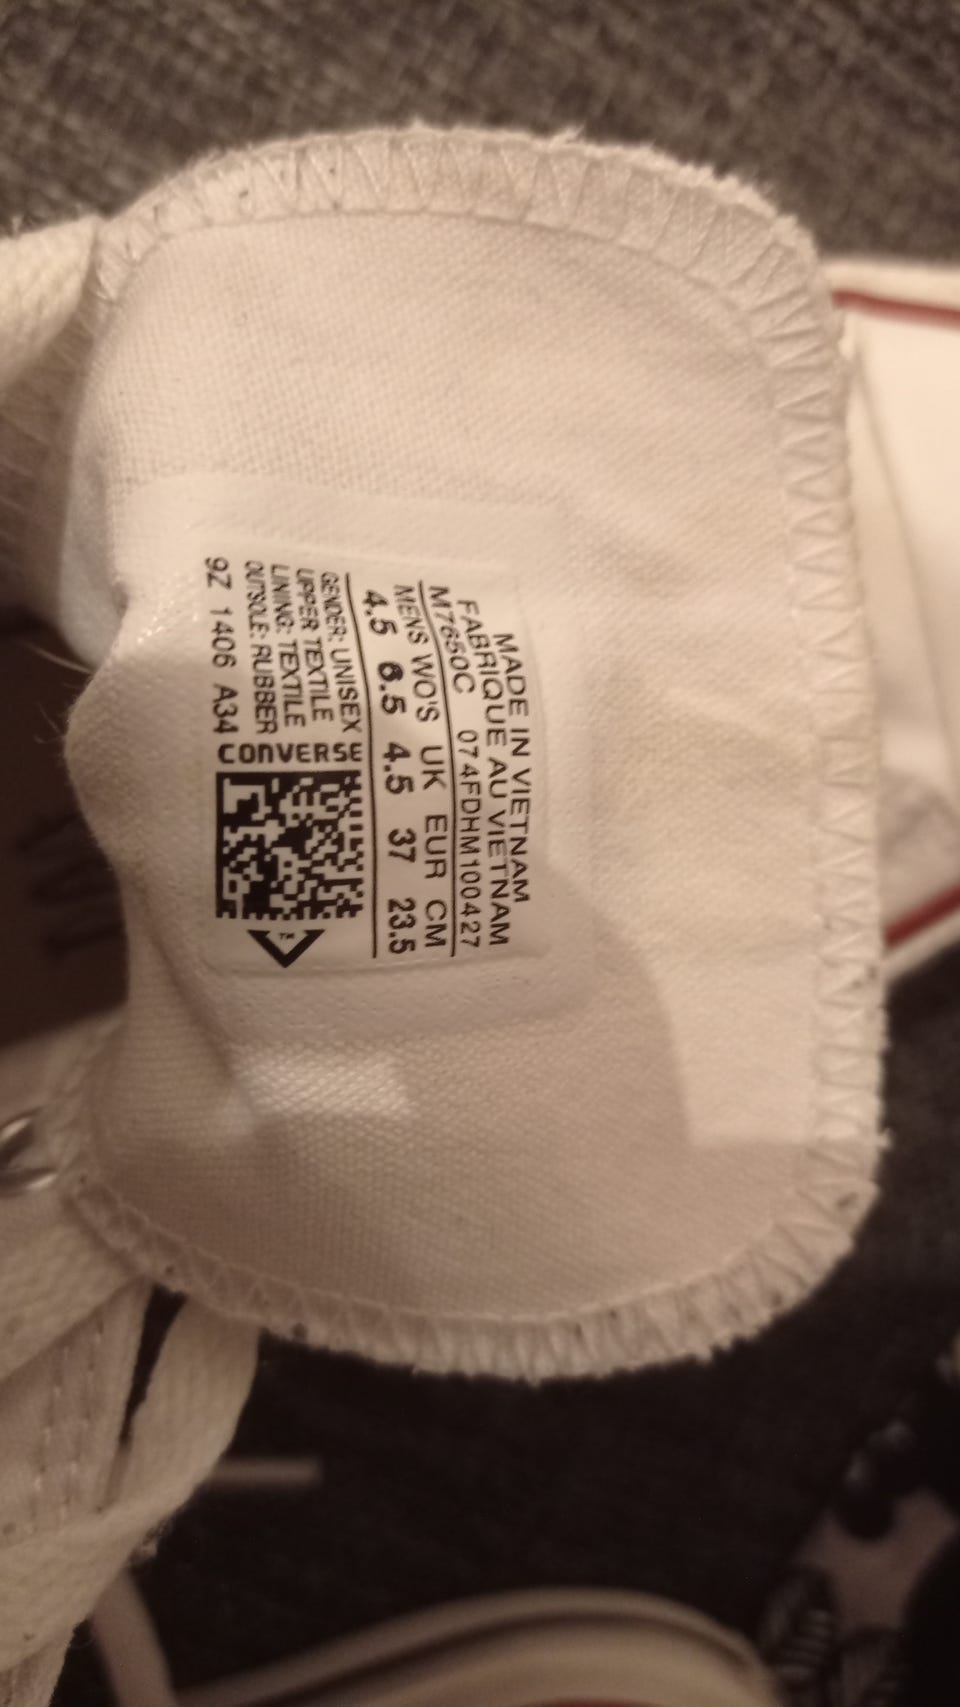 MADE IN VIETNAM
FABRIQUE AU VIETNAM
M7650C 074FDHM100427
MENS WO'S UK EUR CM
4.5 6.5 4.5 37 23.5
GENDER: UNISEX
UPPER TEXTILE
LINING: TEXTILE
OUTSOLE: RUBBER
9Z 1406 A34
CONVERSE
TM